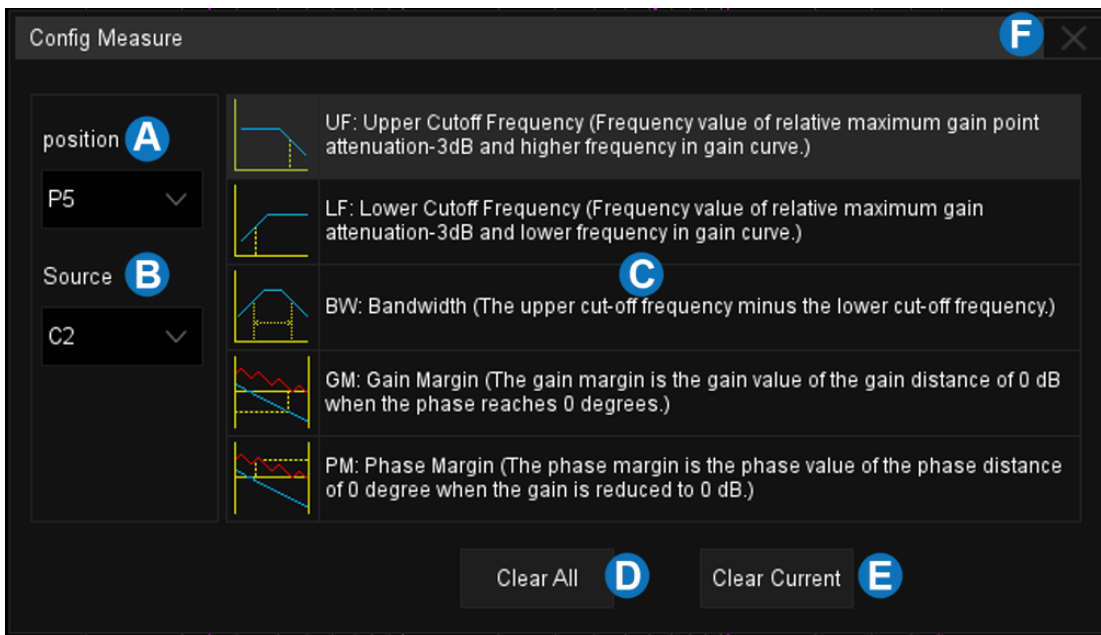 Config Measure
F
position A
P5
Source B
C2
UF: Upper Cutoff Frequency (Frequency value of relative maximum gain point
attenuation-3dB and higher frequency in gain curve.)
LF: Lower Cutoff Frequency (Frequency value of relative maximum gain
attenuation-3dB and lower frequency in gain curve.)
C
BW: Bandwidth (The upper cut-off frequency minus the lower cut-off frequency.)
GM: Gain Margin (The gain margin is the gain value of the gain distance of 0 dB
when the phase reaches 0 degrees.)
PM: Phase Margin (The phase margin is the phase value of the phase distance
of 0 degree when the gain is reduced to 0 dB.)
Clear All D
Clear Current E